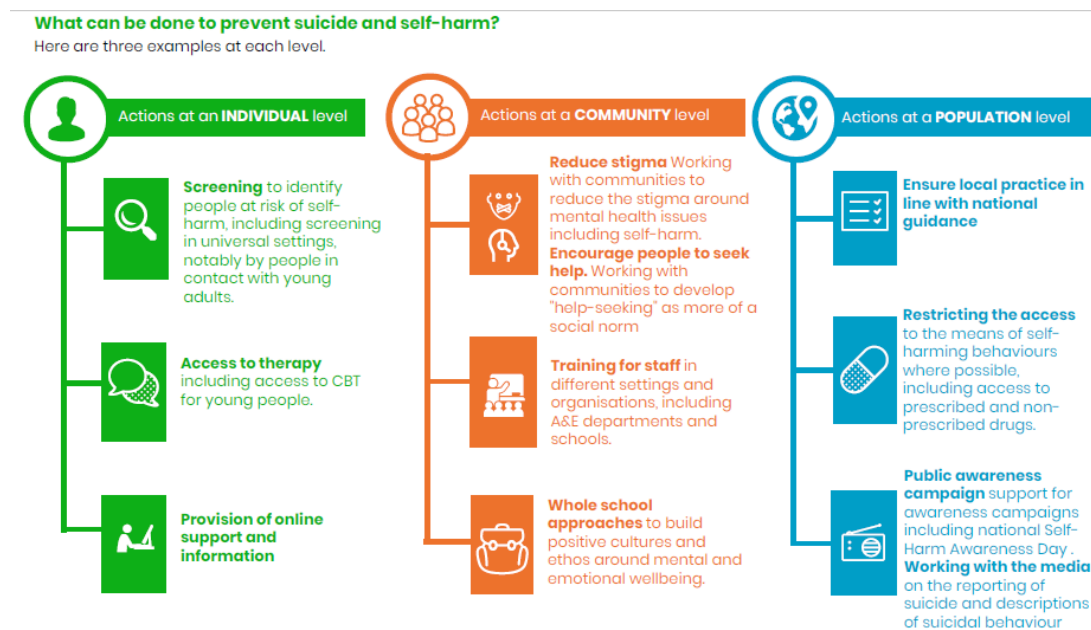 What can be done to prevent suicide and self-harm?
Here are three examples at each level.
Actions at an INDIVIDUAL level
Screening to identify
people at risk of self-
harm, including screening
in universal settings,
notably by people in
contact with young
adults.
Access to therapy
including access to CBT
for young people.
Provision of online
support and
information
Actions at a COMMUNITY level
Reduce stigma Working
with communities to
reduce the stigma around
mental health issues
including self-harm.
Encourage people to seek
help. Working with
communities to develop
"help-seeking" as more of a
social norm
Training for staff in
different settings and
organisations, including
A&E departments and
schools.
Whole school
approaches to build
positive cultures and
ethos around mental and
emotional wellbeing.
Actions at a POPULATION level
Ensure local practice in
line with national
guidance
Restricting the access
to the means of self-
harming behaviours
where possible,
including access to
prescribed and non-
prescribed drugs.
Public awareness
campaign support for
awareness campaigns
including national Self-
Harm Awareness Day .
Working with the media
on the reporting of
suicide and descriptions
of suicidal behaviour